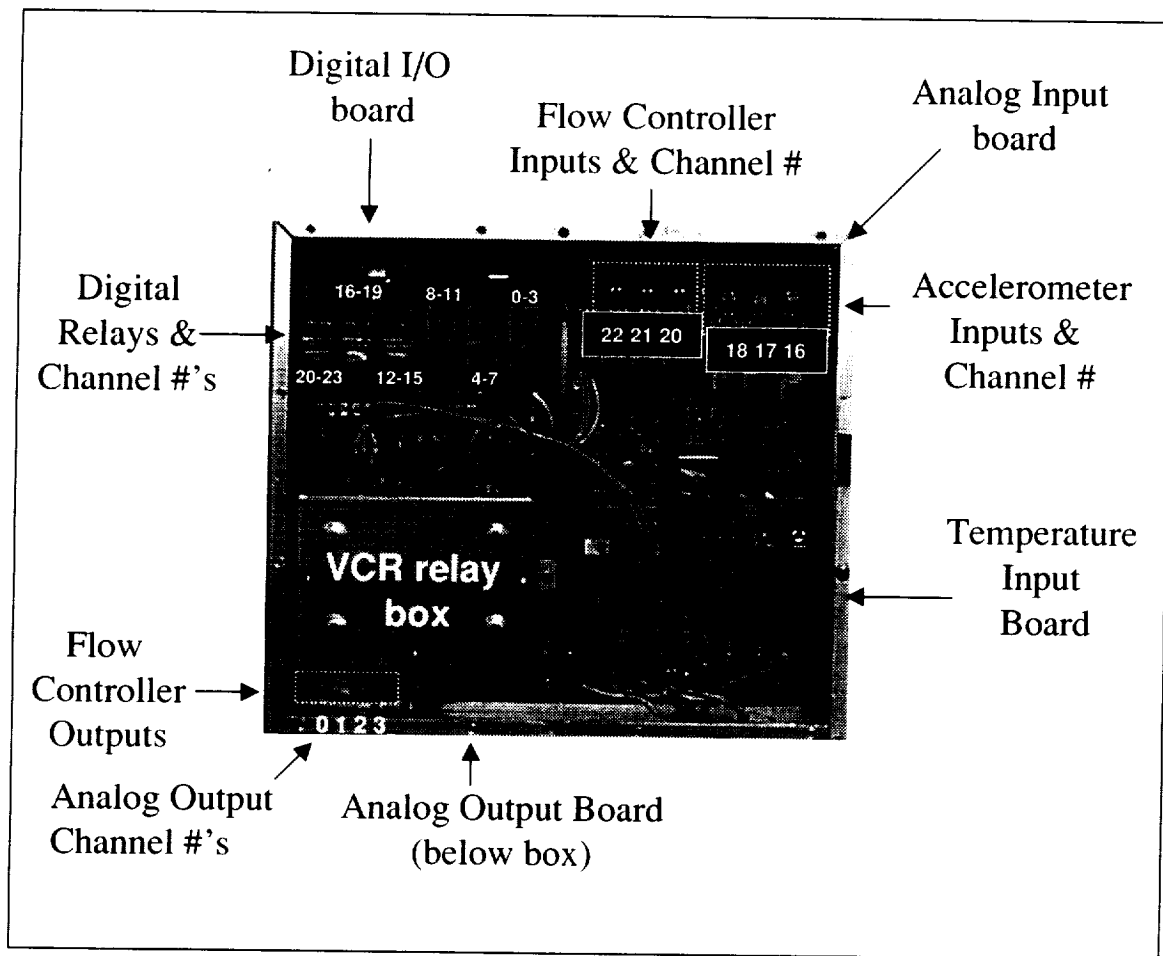 Digital I/O
board
Flow Controller
Inputs & Channel #
Analog Input
board
Digital
Relays &
Channel #'s
16-19 8-11 0-3
20-23 12-15 4-7
22 21 20
18 17 16
Accelerometer
Inputs &
Channel #
VCR relay
box
Temperature
Input
Board
Flow
Controller
Outputs
0 1 2 3
Analog Output
Channel #'s
Analog Output Board
(below box)